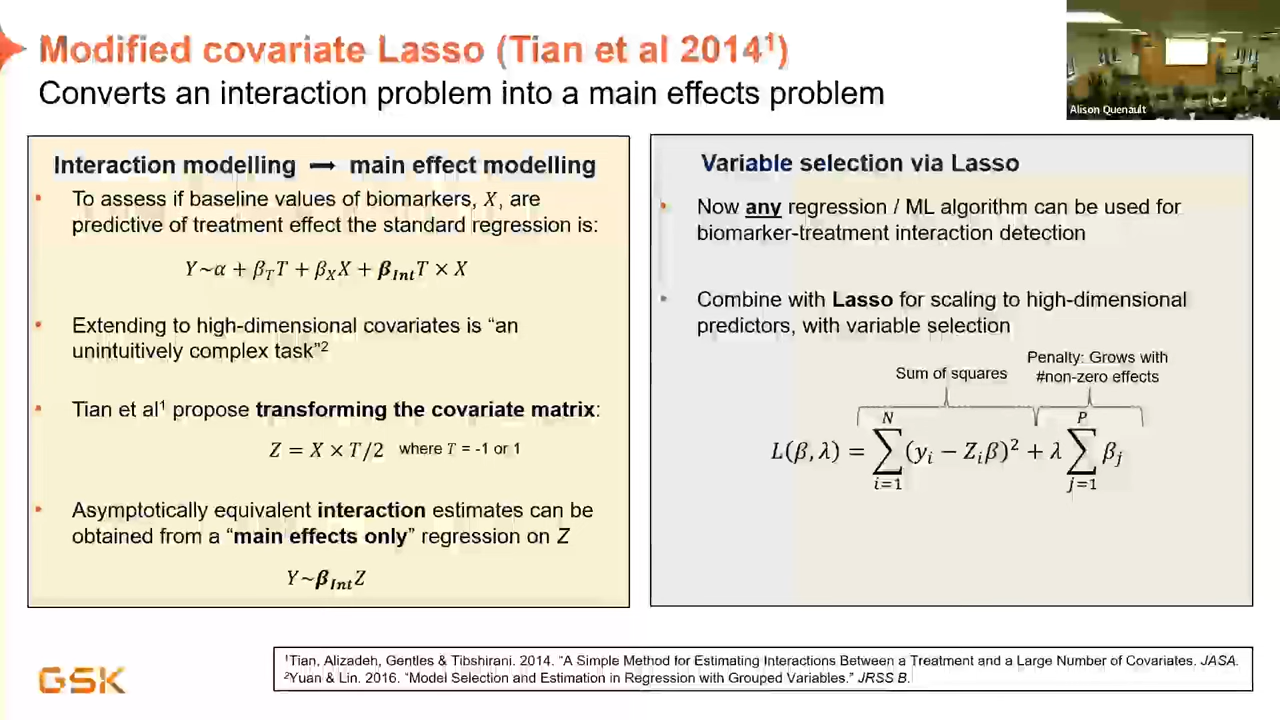 Modified covariate Lasso (Tian et al 2014¹)
Converts an interaction problem into a main effects problem
Alison Quenault
Interaction modelling → main effect modelling
• To assess if baseline values of biomarkers, X, are
predictive of treatment effect the standard regression is:
Y~α + β_T T + β_X X + β_Int T × X
• Extending to high-dimensional covariates is “an
unintuitively complex task”²
• Tian et al¹ propose transforming the covariate matrix:
Z = X × T/2 where T = -1 or 1
• Asymptotically equivalent interaction estimates can be
obtained from a “main effects only” regression on Z
Y~β_Int Z
Variable selection via Lasso
• Now any regression / ML algorithm can be used for
biomarker-treatment interaction detection
• Combine with Lasso for scaling to high-dimensional
predictors, with variable selection
Sum of squares
Penalty: Grows with
#non-zero effects
L(β, λ) = ∑_{i=1}^{N} (y_i − Z_i β)² + λ ∑_{j=1}^{P} β_j
GSK
¹Tian, Alizadeh, Gentles & Tibshirani. 2014. “A Simple Method for Estimating Interactions Between a Treatment and a Large Number of Covariates. JASA.
²Yuan & Lin. 2016. “Model Selection and Estimation in Regression with Grouped Variables.” JRSS B.